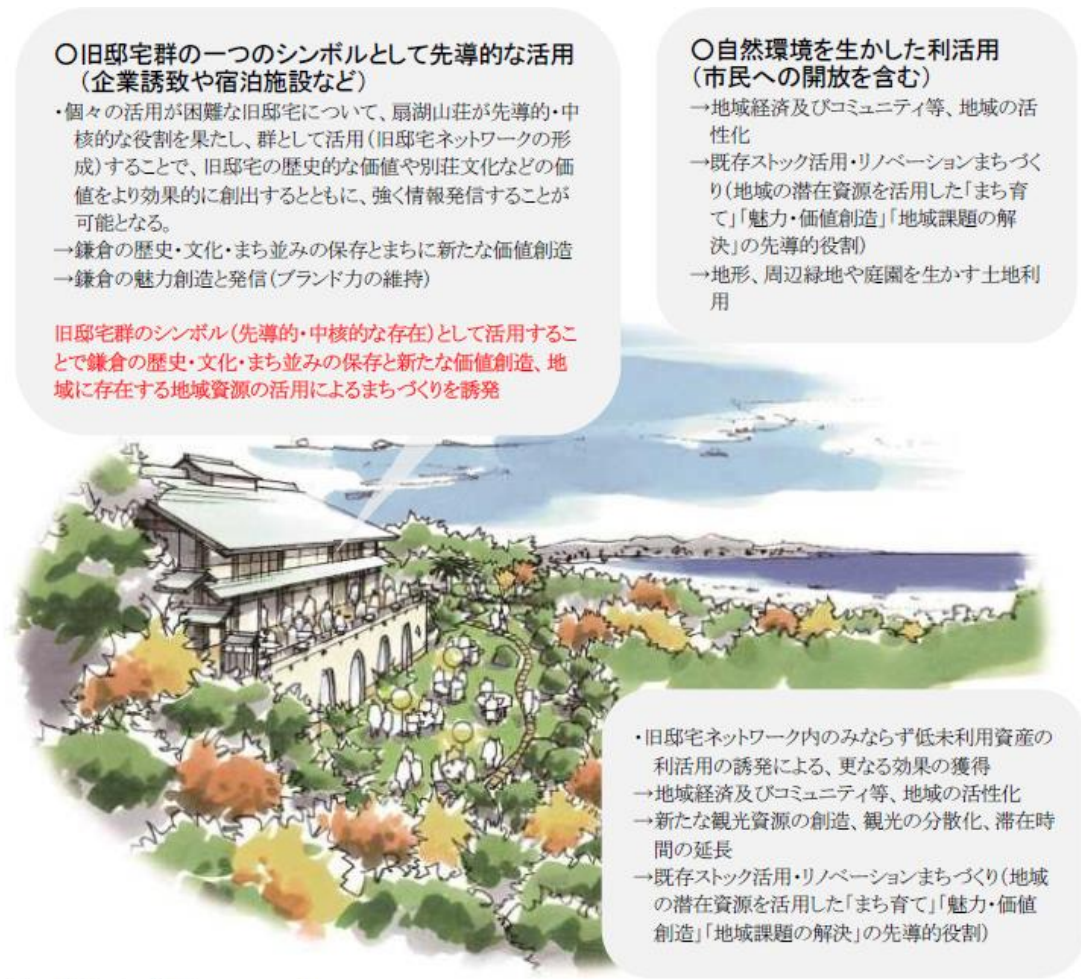 〇旧邸宅群の一つのシンボルとして先導的な活用
（企業誘致や宿泊施設など）
・個々の活用が困難な旧邸宅について、扇湖山荘が先導的・中
核的な役割を果たし、群として活用（旧邸宅ネットワークの形
成）することで、旧邸宅の歴史的な価値や別荘文化などの価
値をより効果的に創出するとともに、強く情報発信することが
可能となる。
→鎌倉の歴史・文化・まち並みの保存とまちに新たな価値創造
→鎌倉の魅力創造と発信（ブランド力の維持）
旧邸宅群のシンボル（先導的・中核的な存在）として活用するこ
とで鎌倉の歴史・文化・まち並みの保存と新たな価値創造、地
域に存在する地域資源の活用によるまちづくりを誘発
〇自然環境を生かした利活用
（市民への開放を含む）
→地域経済及びコミュニティ等、地域の活
性化
→既存ストック活用・リノベーションまちづく
り（地域の潜在資源を活用した「まち育
て」「魅力・価値創造」「地域課題の解
決」の先導的役割）
→地形、周辺緑地や庭園を生かす土地利
用
・旧邸宅ネットワーク内のみならず低未利用資産の
利活用の誘発による、更なる効果の獲得
→地域経済及びコミュニティ等、地域の活性化
→新たな観光資源の創造、観光の分散化、滞在時
間の延長
→既存ストック活用・リノベーションまちづくり（地域
の潜在資源を活用した「まち育て」「魅力・価値
創造」「地域課題の解決」の先導的役割）